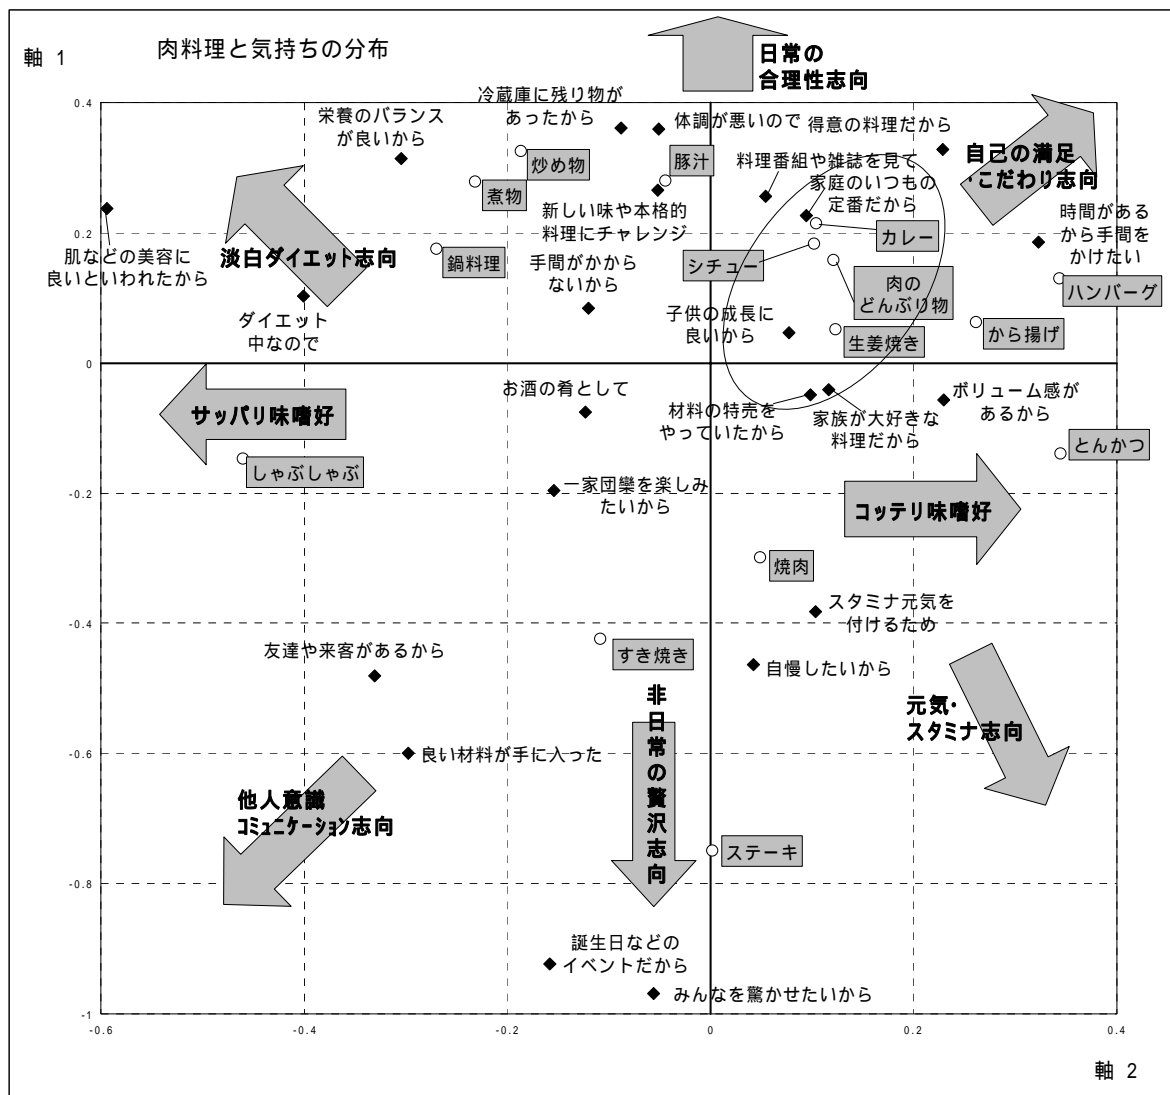 軸 1
肉料理と気持ちの分布
日常の
合理性志向
0.4
冷蔵庫に残り物が
あったから
栄養のバランス
が良いから
体調が悪いので
得意の料理だから
自己の満足
・こだわり志向
炒め物
豚汁
料理番組や雑誌を見て
家庭のいつもの
定番だから
煮物
新しい味や本格的
料理にチャレンジ
カレー
時間がある
から手間を
かけたい
0.2
肌などの美容に
良いといわれたから
淡白ダイエット志向
鍋料理
手間がかから
ないから
シチュー
肉の
どんぶり物
ハンバーグ
ダイエット
中なので
子供の成長に
良いから
生姜焼き
から揚げ
0
サッパリ味嗜好
お酒の肴として
材料の特売を
やっていたから
家族が大好きな
料理だから
ボリューム感が
あるから
とんかつ
しゃぶしゃぶ
-0.2
一家団欒を楽しみ
たいから
コッテリ味嗜好
焼肉
スタミナ元気を
付けるため
-0.4
友達や来客があるから
すき焼き
自慢したいから
非日常の贅沢志向
元気・
スタミナ志向
-0.6
良い材料が手に入った
他人意識
コミュニケーション志向
ステーキ
-0.8
誕生日などの
イベントだから
みんなを驚かせたいから
-1
-0.6
-0.4
-0.2
0
0.2
0.4
軸 2